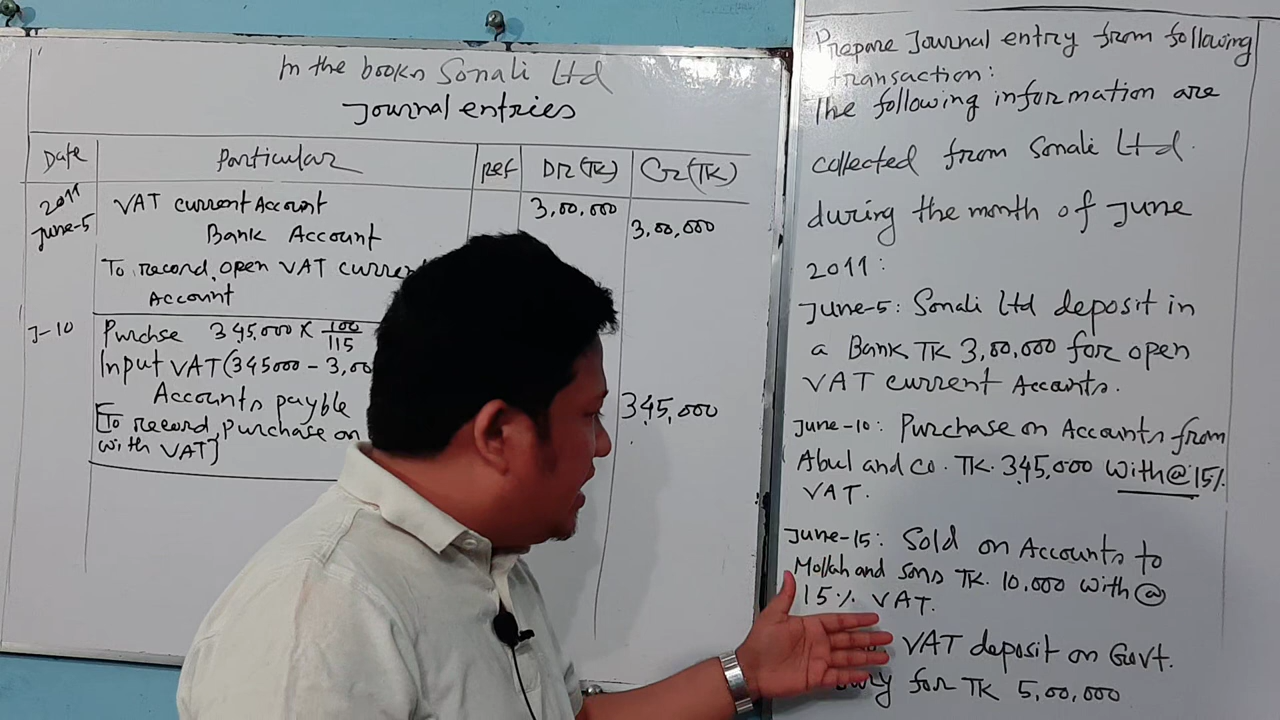 In the books Sonali Ltd
Journal entries
Date Particular Ref DR(TK) Cr(TK)
2011
June-5
VAT current Account 3,00,000
Bank Account 3,00,000
To record, open VAT current
Account
J-10 Purchse 345,000 X 100/115
Input VAT (345000 - 3,00
Accounts payable 345,000
[To record, purchase on
with VAT]
Prepare Journal entry from following
transaction:
The following information are
collected from Sonali Ltd.
during the month of June
2011:
June-5: Sonali Ltd deposit in
a Bank TK 3,00,000 for open
VAT current Accounts.
June-10: Purchase on Accounts from
Abul and co. TK. 345,000 with @ 15%
VAT.
June-15: Sold on Accounts to
Mollah and Sons TK. 10,000 with @
15% VAT.
VAT deposit on Govt.
for TK 5,00,000